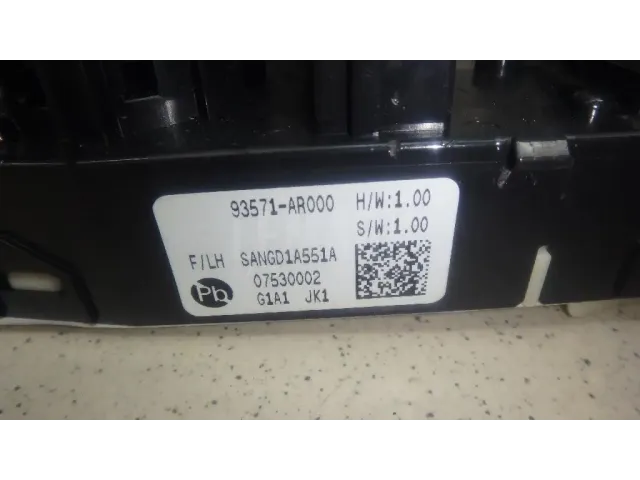 93571-AR000 H/W:1.00
S/W:1.00
F/LH SANGD1A551A
Pb 07530002
G1A1 JK1